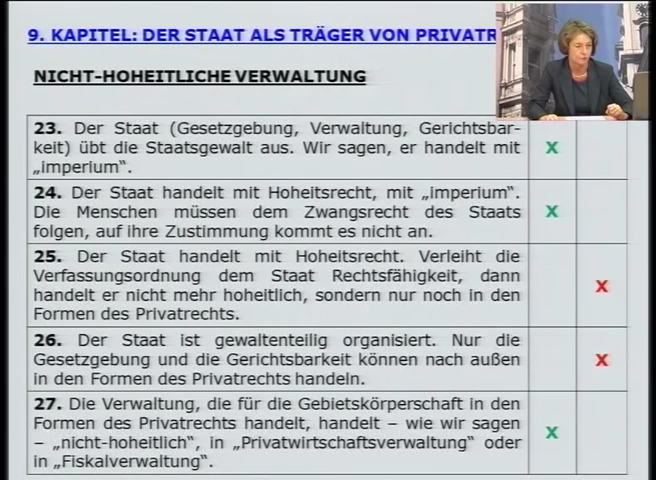 9. KAPITEL: DER STAAT ALS TRÄGER VON PRIVATR
NICHT-HOHEITLICHE VERWALTUNG
23. Der Staat (Gesetzgebung, Verwaltung, Gerichtsbar-
keit) übt die Staatsgewalt aus. Wir sagen, er handelt mit
„imperium“.
X
24. Der Staat handelt mit Hoheitsrecht, mit „imperium“.
Die Menschen müssen dem Zwangsrecht des Staats
folgen, auf ihre Zustimmung kommt es nicht an.
X
25. Der Staat handelt mit Hoheitsrecht. Verleiht die
Verfassungsordnung dem Staat Rechtsfähigkeit, dann
handelt er nicht mehr hoheitlich, sondern nur noch in den
Formen des Privatrechts.
X
26. Der Staat ist gewaltenteilig organisiert. Nur die
Gesetzgebung und die Gerichtsbarkeit können nach außen
in den Formen des Privatrechts handeln.
X
27. Die Verwaltung, die für die Gebietskörperschaft in den
Formen des Privatrechts handelt, handelt – wie wir sagen
– „nicht-hoheitlich“, in „Privatwirtschaftsverwaltung“ oder
in „Fiskalverwaltung“.
X